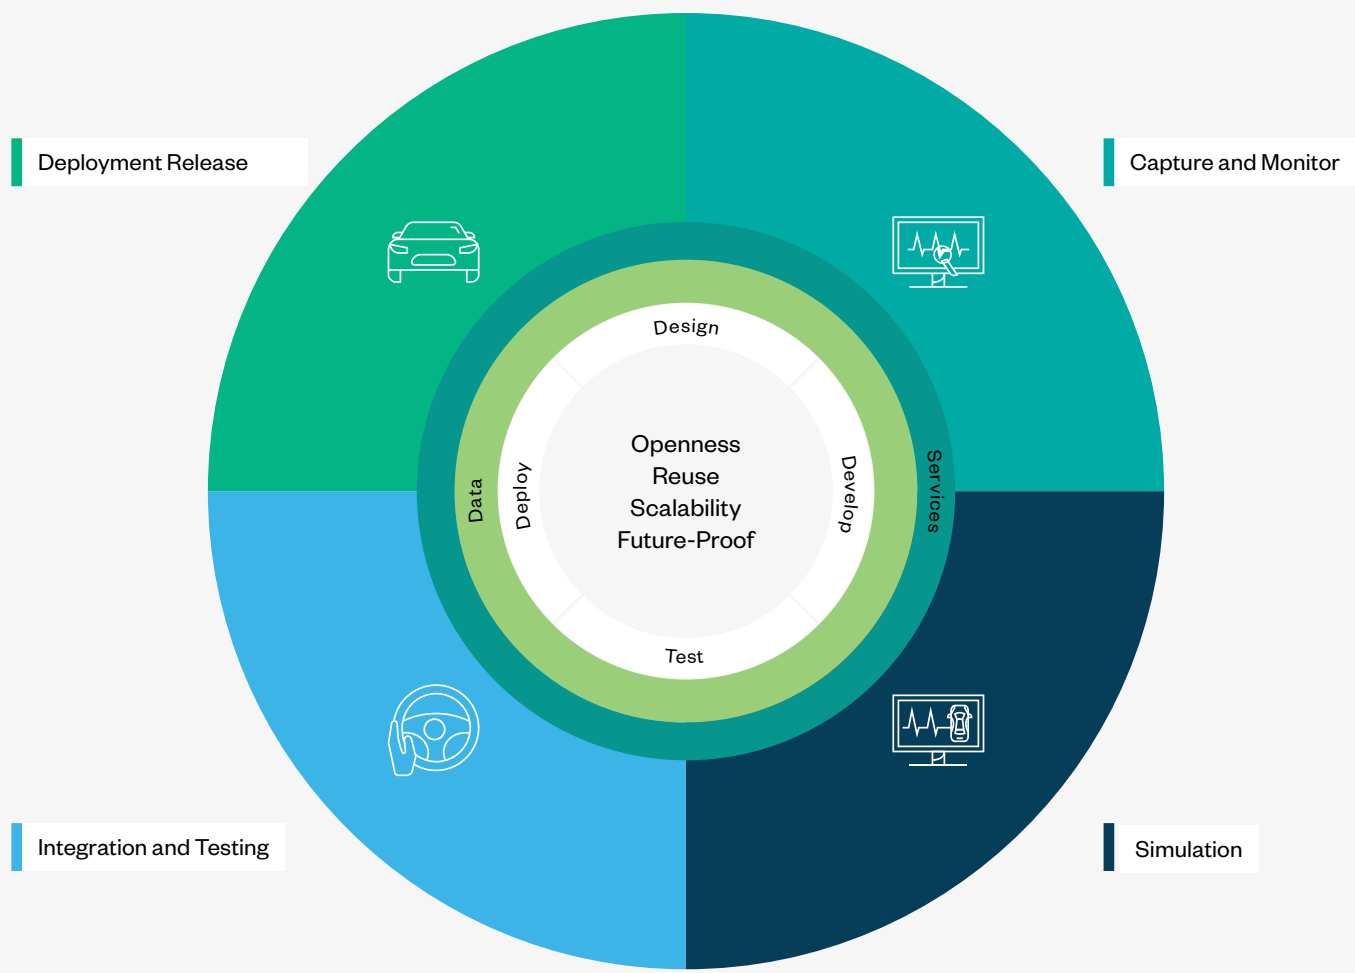 Deployment Release
Capture and Monitor
Design
Openness
Reuse
Scalability
Future-Proof
Data
Deploy
Develop
Services
Test
Integration and Testing
Simulation